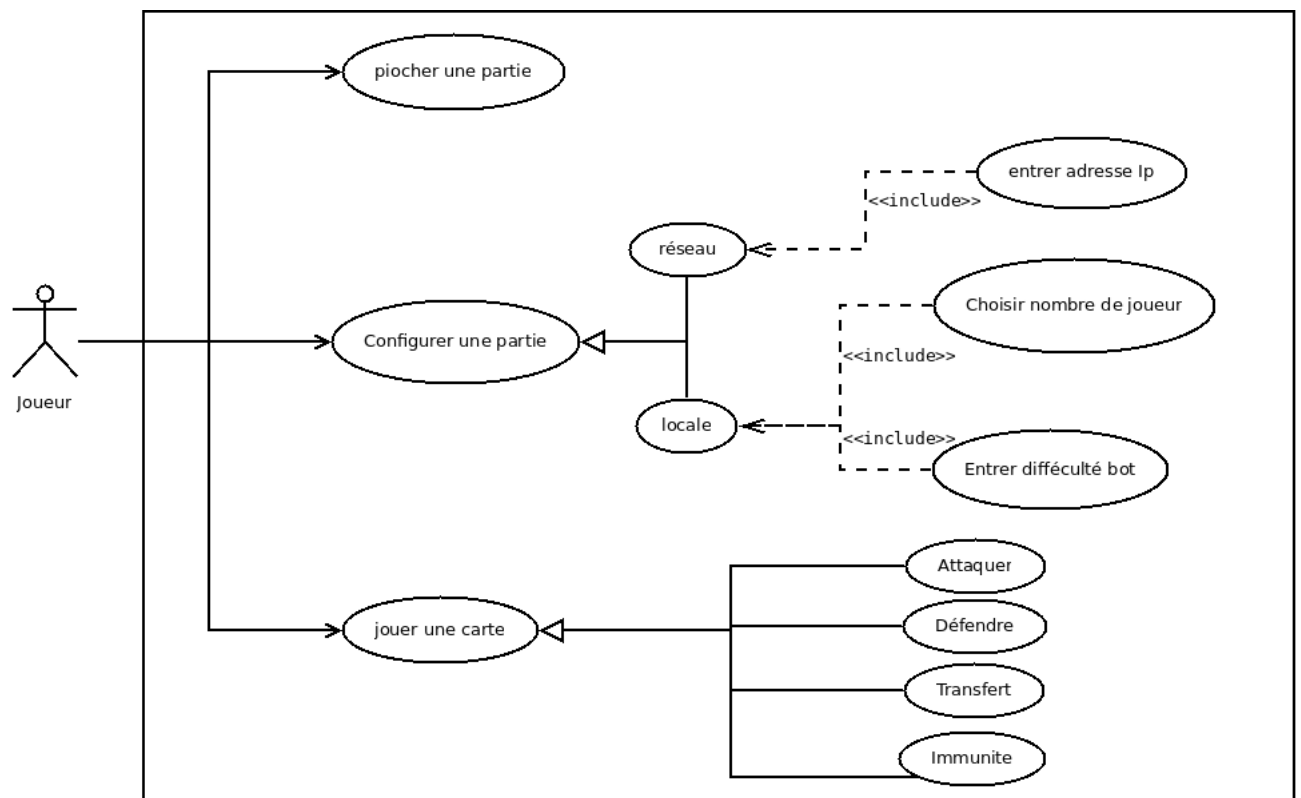 piocher une partie
entrer adresse Ip
<<include>>
réseau
Choisir nombre de joueur
Configurer une partie
<<include>>
Joueur
locale
<<include>>
Entrer difféculté bot
Attaquer
jouer une carte
Défendre
Transfert
Immunite